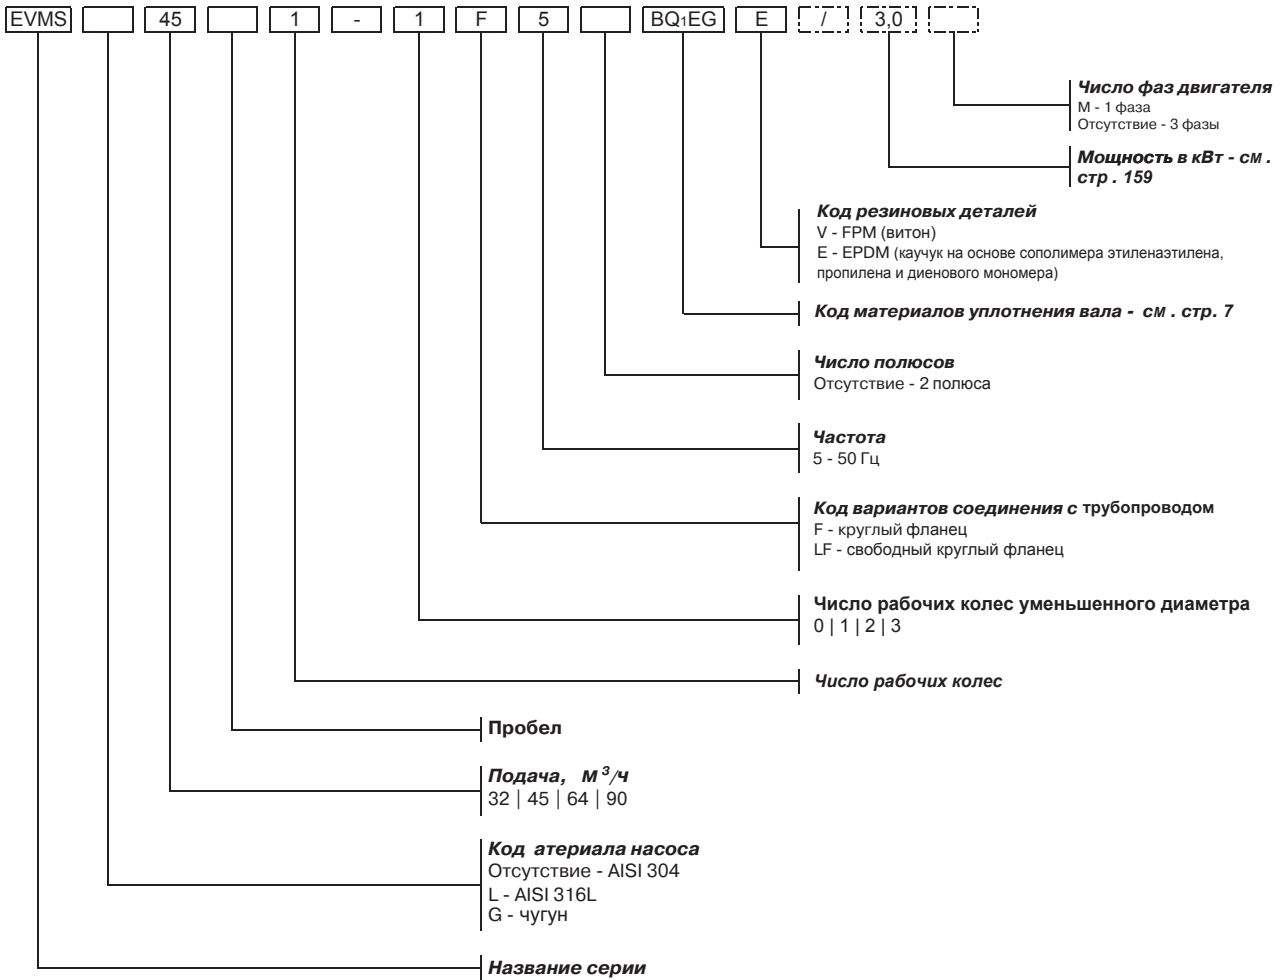 EVMS 45 1 - 1 F 5 BQ1EG E / 3,0
Число фаз двигателя
М - 1 фаза
Отсутствие - 3 фазы
Мощность в кВт - см .
стр . 159
Код резиновых деталей
V - FPM (витон)
E - EPDM (каучук на основе сополимера этиленаэтилена,
пропилена и диенового мономера)
Код материалов уплотнения вала - см . стр. 7
Число полюсов
Отсутствие - 2 полюса
Частота
5 - 50 Гц
Код вариантов соединения с трубопроводом
F - круглый фланец
LF - свободный круглый фланец
Число рабочих колес уменьшенного диаметра
0 | 1 | 2 | 3
Число рабочих колес
Пробел
Подача, м³/ч
32 | 45 | 64 | 90
Код атериала насоса
Отсутствие - AISI 304
L - AISI 316L
G - чугун
Название серии